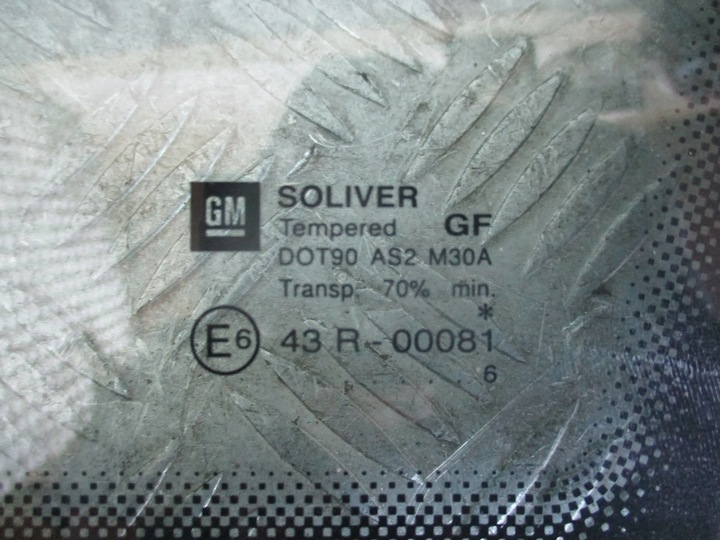 GM SOLIVER
Tempered GF
DOT90 AS2 M30A
Transp 70% min.
*
E6 43 R-00081
6